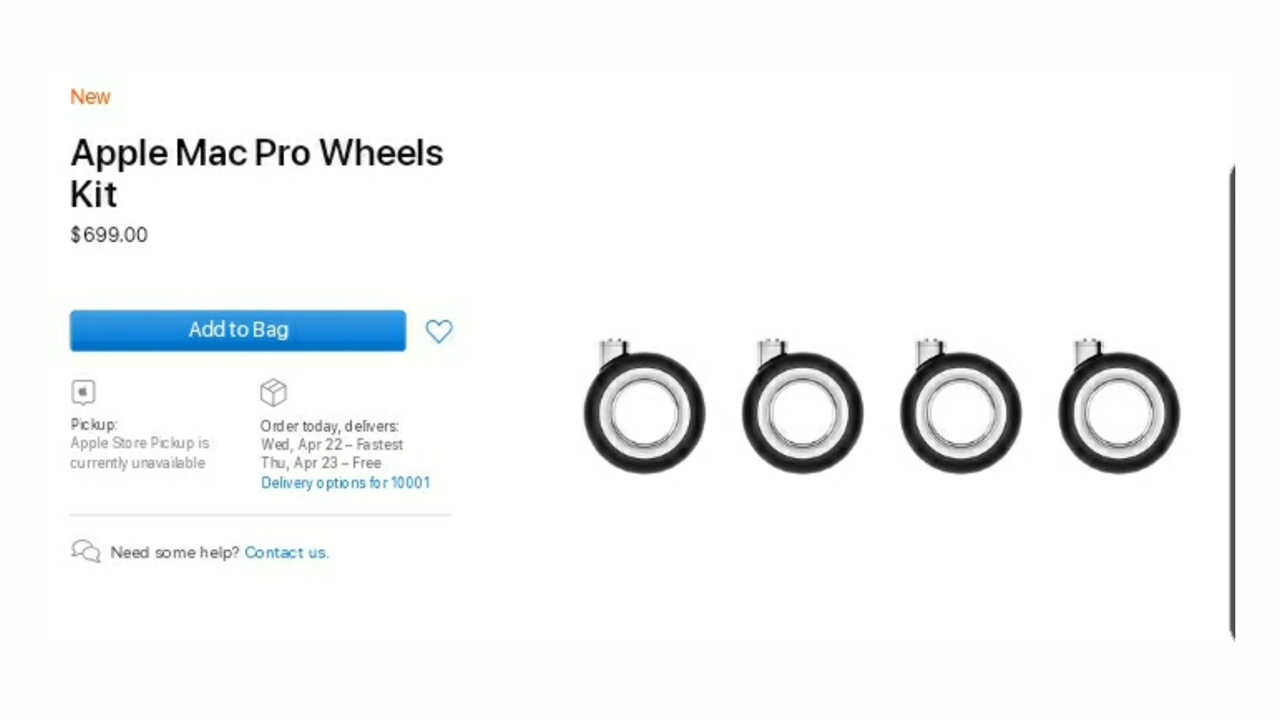 New
Apple Mac Pro Wheels
Kit
$699.00
Add to Bag
Pickup:
Apple Store Pickup is
currently unavailable
Order today, delivers:
Wed, Apr 22 – Fastest
Thu, Apr 23 – Free
Delivery options for 10001
Need some help? Contact us.